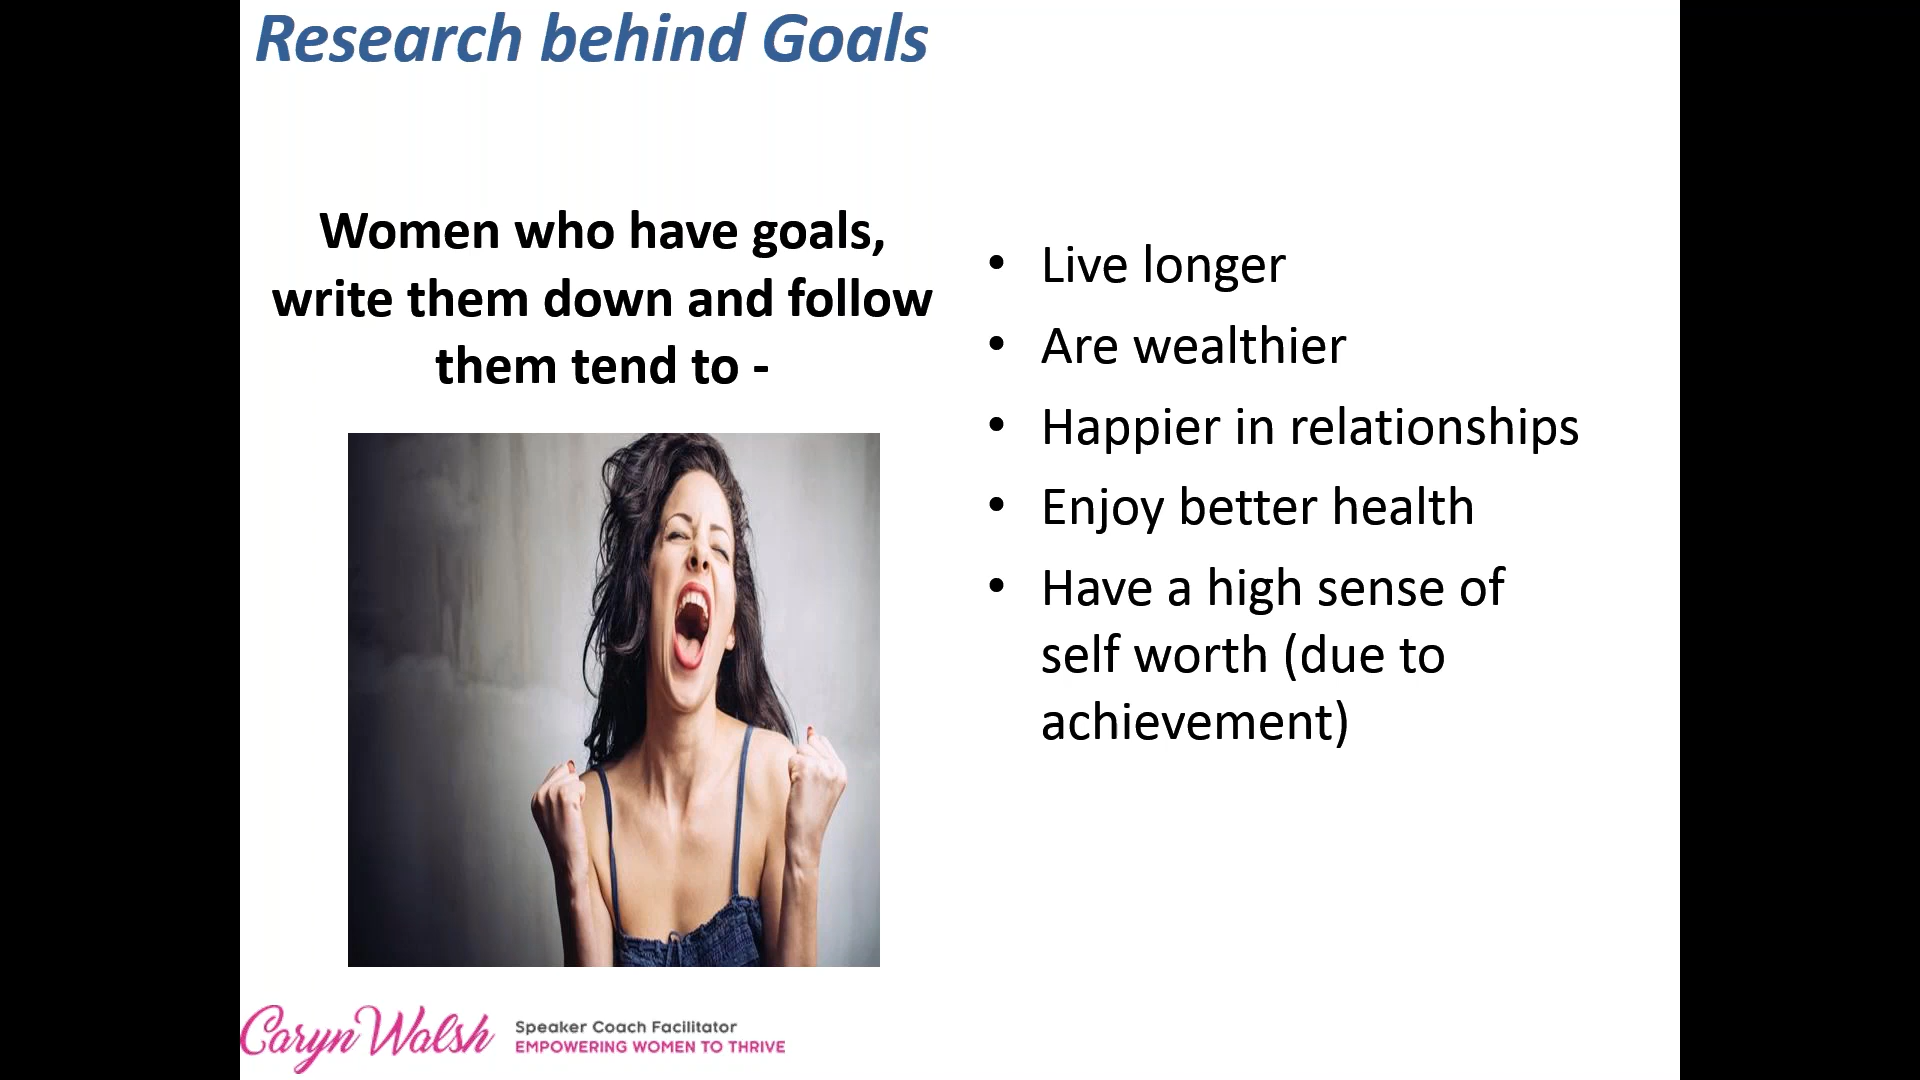 Research behind Goals
Women who have goals,
write them down and follow
them tend to -
• Live longer
• Are wealthier
• Happier in relationships
• Enjoy better health
• Have a high sense of
self worth (due to
achievement)
Caryn Walsh
Speaker Coach Facilitator
EMPOWERING WOMEN TO THRIVE